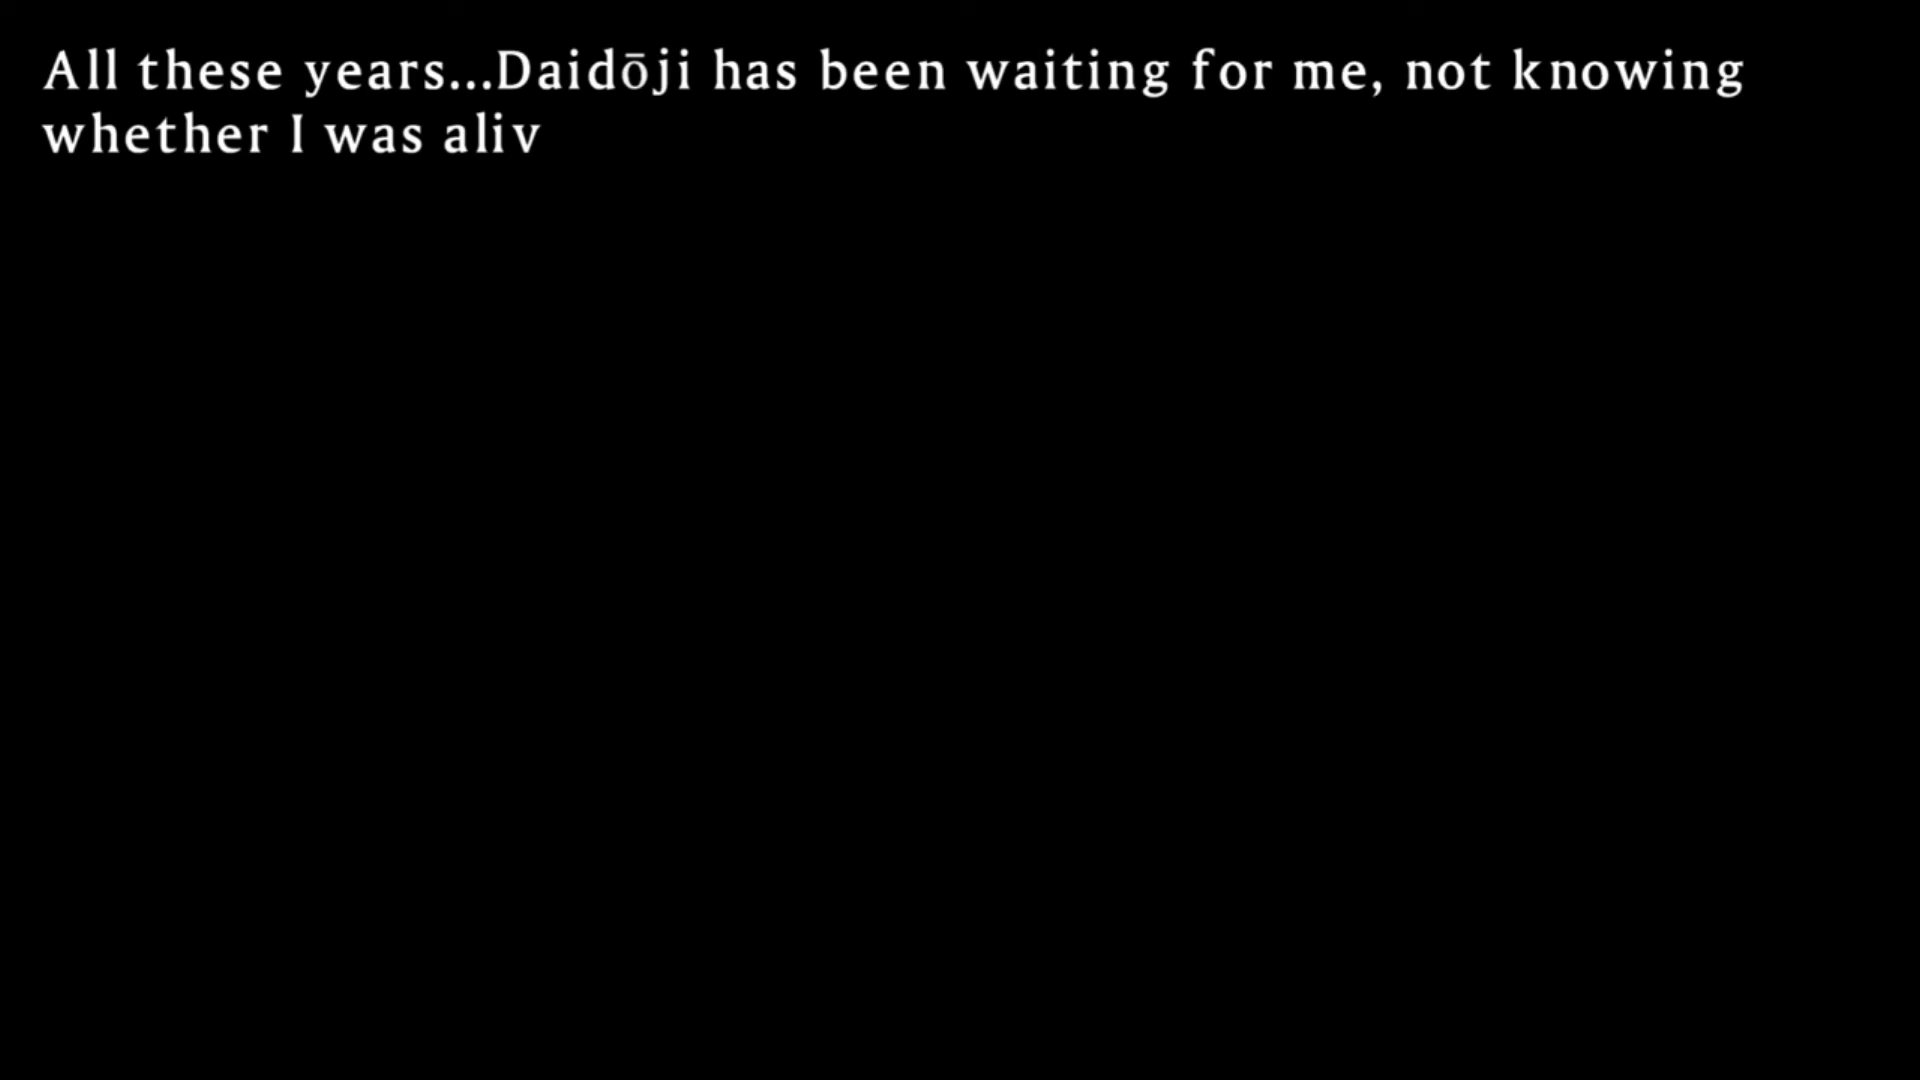 All these years...Daidōji has been waiting for me, not knowing
whether I was aliv